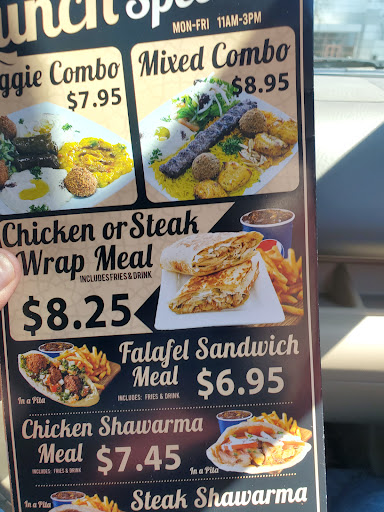 Lunch Spe
MON-FRI 11AM-3PM
ggie Combo
$7.95
Mixed Combo
$8.95
Chicken or Steak
Wrap Meal
INCLUDES FRIES & DRINK
$8.25
Falafel Sandwich
Meal $6.95
INCLUDES: FRIES & DRINK
In a Pita
Chicken Shawarma
Meal $7.45
INCLUDES: FRIES & DRINK
In a Pita
In a Pita
Steak Shawarma